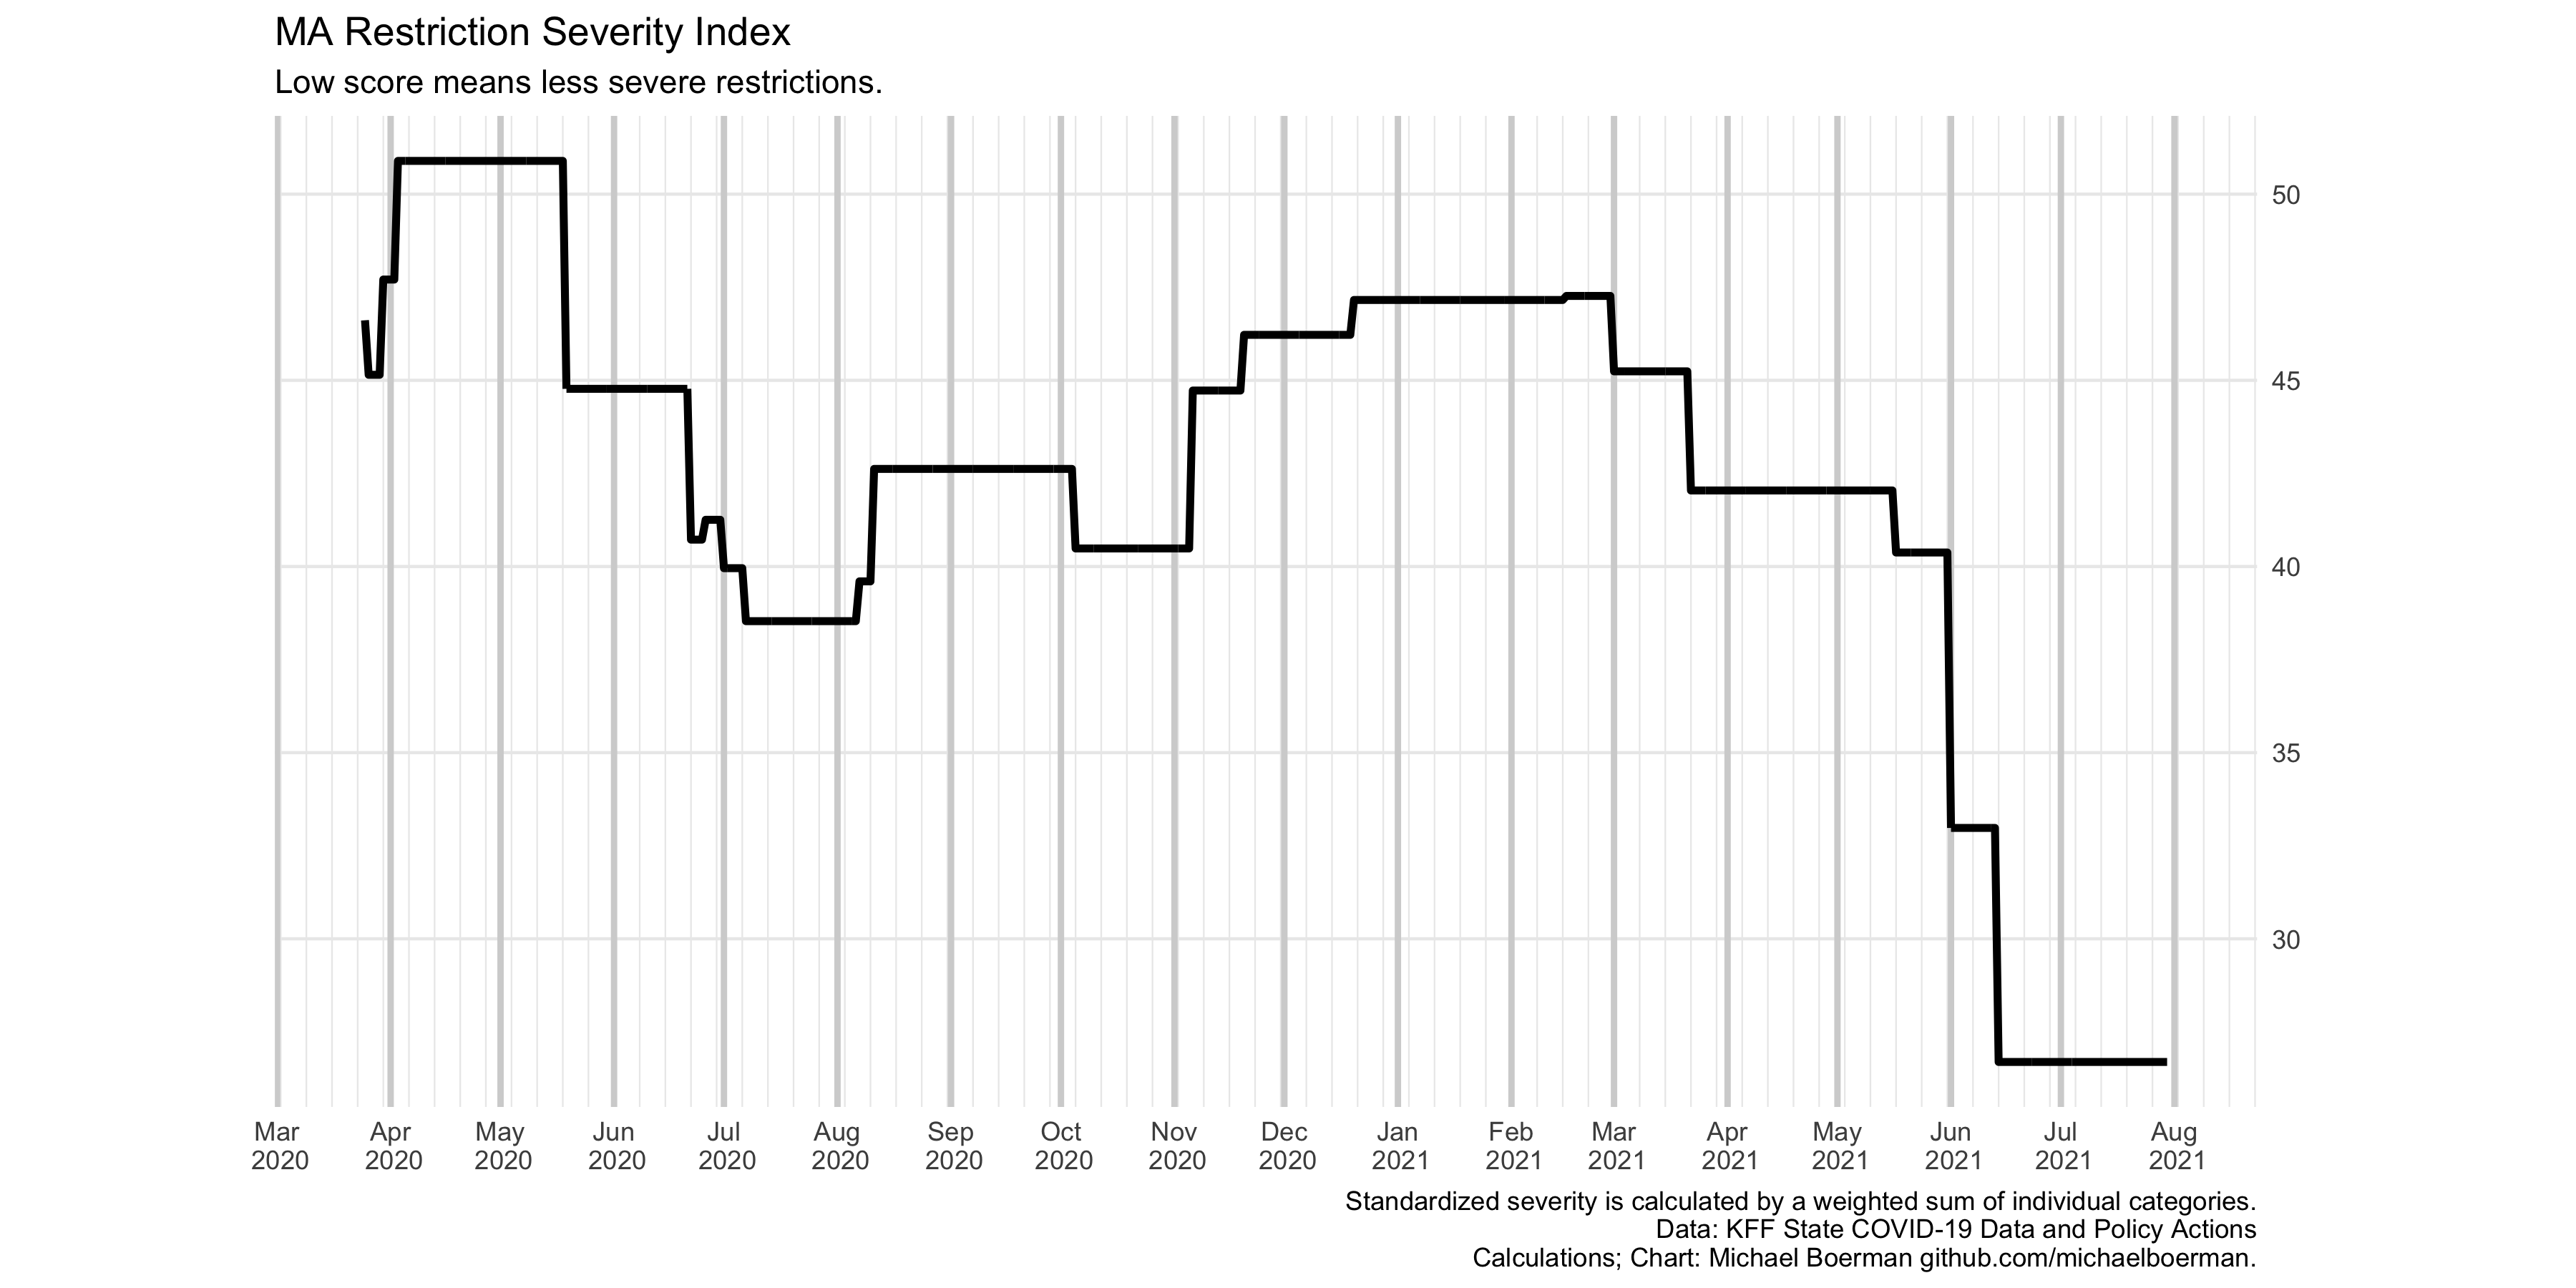 MA Restriction Severity Index
Low score means less severe restrictions.
50
45
40
35
30
Mar Apr May Jun Jul Aug Sep Oct Nov Dec Jan Feb Mar Apr May Jun Jul Aug
2020 2020 2020 2020 2020 2020 2020 2020 2020 2020 2021 2021 2021 2021 2021 2021 2021 2021
Standardized severity is calculated by a weighted sum of individual categories.
Data: KFF State COVID-19 Data and Policy Actions
Calculations; Chart: Michael Boerman github.com/michaelboerman.